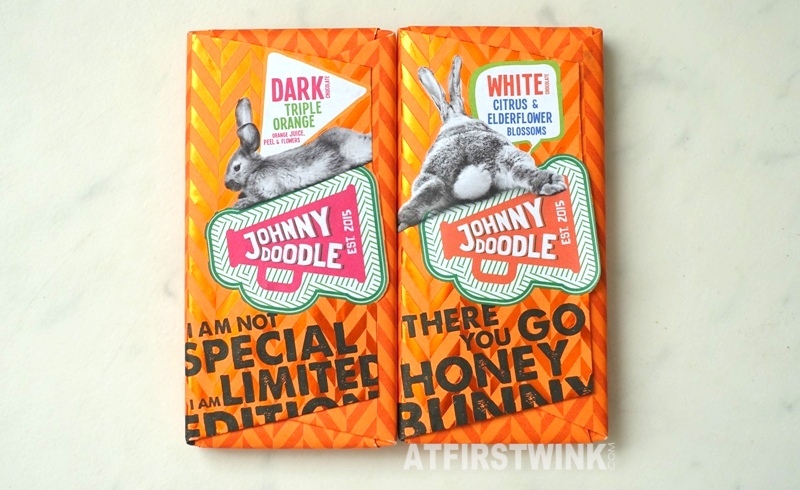 DARK
CHOCOLATE
TRIPLE
ORANGE
ORANGE JUICE,
PEEL & FLOWERS
JOHNNY
DOODLE
EST. 2015
I AM NOT
SPECIAL
I AM LIMITED
EDITION
WHITE
CHOCOLATE
CITRUS &
ELDERFLOWER
BLOSSOMS
JOHNNY
DOODLE
EST. 2015
THERE
YOU GO
HONEY
BUNNY
ATFIRSTWINK.COM